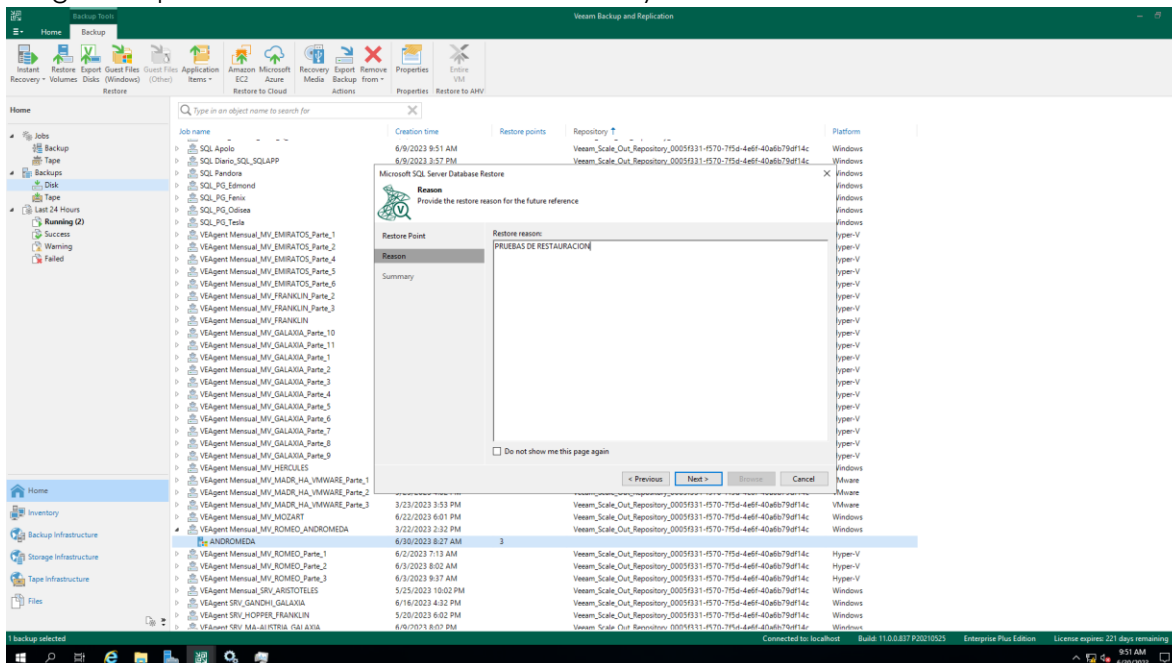 Backup Tools
Veeam Backup and Replication
Home Backup
Instant Recovery
Restore Volumes
Export Disks
Guest Files (Windows)
Guest Files (Other)
Application Items
Amazon EC2
Microsoft Azure
Recovery Media
Export Backup
Remove from
Properties
Entire VM
Restore
Restore to Cloud
Actions
Properties
Restore to AHV
Home
Type in an object name to search for
Jobs
Backup
Tape
Backups
Disk
Tape
Last 24 Hours
Running (2)
Success
Warning
Failed
Job name Creation time Restore points Repository Platform
SQL Apolo 6/9/2023 9:51 AM Veeam_Scale_Out_Repository_0005f331-f570-7f5d-4e6f-40a6b79df14c Windows
SQL Diario_SQL_SQLAPP 6/9/2023 3:57 PM Veeam_Scale_Out_Repository_0005f331-f570-7f5d-4e6f-40a6b79df14c Windows
SQL Pandora
SQL_PG_Edmond
SQL_PG_Fenix
SQL_PG_Odisea
SQL_PG_Tesla
VEAgent Mensual_MV_EMIRATOS_Parte_1
VEAgent Mensual_MV_EMIRATOS_Parte_2
VEAgent Mensual_MV_EMIRATOS_Parte_4
VEAgent Mensual_MV_EMIRATOS_Parte_5
VEAgent Mensual_MV_EMIRATOS_Parte_6
VEAgent Mensual_MV_FRANKLIN_Parte_2
VEAgent Mensual_MV_FRANKLIN_Parte_3
VEAgent Mensual_MV_FRANKLIN
VEAgent Mensual_MV_GALAXIA_Parte_10
VEAgent Mensual_MV_GALAXIA_Parte_11
VEAgent Mensual_MV_GALAXIA_Parte_1
VEAgent Mensual_MV_GALAXIA_Parte_2
VEAgent Mensual_MV_GALAXIA_Parte_3
VEAgent Mensual_MV_GALAXIA_Parte_4
VEAgent Mensual_MV_GALAXIA_Parte_5
VEAgent Mensual_MV_GALAXIA_Parte_6
VEAgent Mensual_MV_GALAXIA_Parte_7
VEAgent Mensual_MV_GALAXIA_Parte_8
VEAgent Mensual_MV_GALAXIA_Parte_9
VEAgent Mensual_MV_HERCULES
VEAgent Mensual_MV_MADR_HA_VMWARE_Parte_1
VEAgent Mensual_MV_MADR_HA_VMWARE_Parte_2
VEAgent Mensual_MV_MADR_HA_VMWARE_Parte_3 3/23/2023 3:53 PM Veeam_Scale_Out_Repository_0005f331-f570-7f5d-4e6f-40a6b79df14c VMware
VEAgent Mensual_MV_MOZART 6/22/2023 6:01 PM Veeam_Scale_Out_Repository_0005f331-f570-7f5d-4e6f-40a6b79df14c Windows
VEAgent Mensual_MV_ROMEO_ANDROMEDA 3/22/2023 2:32 PM Veeam_Scale_Out_Repository_0005f331-f570-7f5d-4e6f-40a6b79df14c Windows
ANDROMEDA 6/30/2023 8:27 AM 3
VEAgent Mensual_MV_ROMEO_Parte_1 6/2/2023 7:13 AM Veeam_Scale_Out_Repository_0005f331-f570-7f5d-4e6f-40a6b79df14c Hyper-V
VEAgent Mensual_MV_ROMEO_Parte_2 6/3/2023 8:02 AM Veeam_Scale_Out_Repository_0005f331-f570-7f5d-4e6f-40a6b79df14c Hyper-V
VEAgent Mensual_MV_ROMEO_Parte_3 6/3/2023 9:37 AM Veeam_Scale_Out_Repository_0005f331-f570-7f5d-4e6f-40a6b79df14c Hyper-V
VEAgent Mensual_SRV_ARISTOTELES 5/25/2023 10:02 PM Veeam_Scale_Out_Repository_0005f331-f570-7f5d-4e6f-40a6b79df14c Windows
VEAgent SRV_GANDHI_GALAXIA 6/16/2023 4:32 PM Veeam_Scale_Out_Repository_0005f331-f570-7f5d-4e6f-40a6b79df14c Windows
VEAgent SRV_HOPPER_FRANKLIN 5/20/2023 6:02 PM Veeam_Scale_Out_Repository_0005f331-f570-7f5d-4e6f-40a6b79df14c Windows
VEAgent SRV_MA-AUSTRIA_GALAXIA 6/9/2023 8:02 PM Veeam_Scale_Out_Repository_0005f331-f570-7f5d-4e6f-40a6b79df14c Windows
Microsoft SQL Server Database Restore
Reason
Provide the restore reason for the future reference
Restore Point
Reason
Summary
Restore reason:
PRUEBAS DE RESTAURACION
Do not show me this page again
< Previous Next > Browse Cancel
Home
Inventory
Backup Infrastructure
Storage Infrastructure
Tape Infrastructure
Files
1 backup selected
Connected to: localhost Build: 11.0.0.837 P20210525 Enterprise Plus Edition License expires: 221 days remaining
9:51 AM
6/30/2023